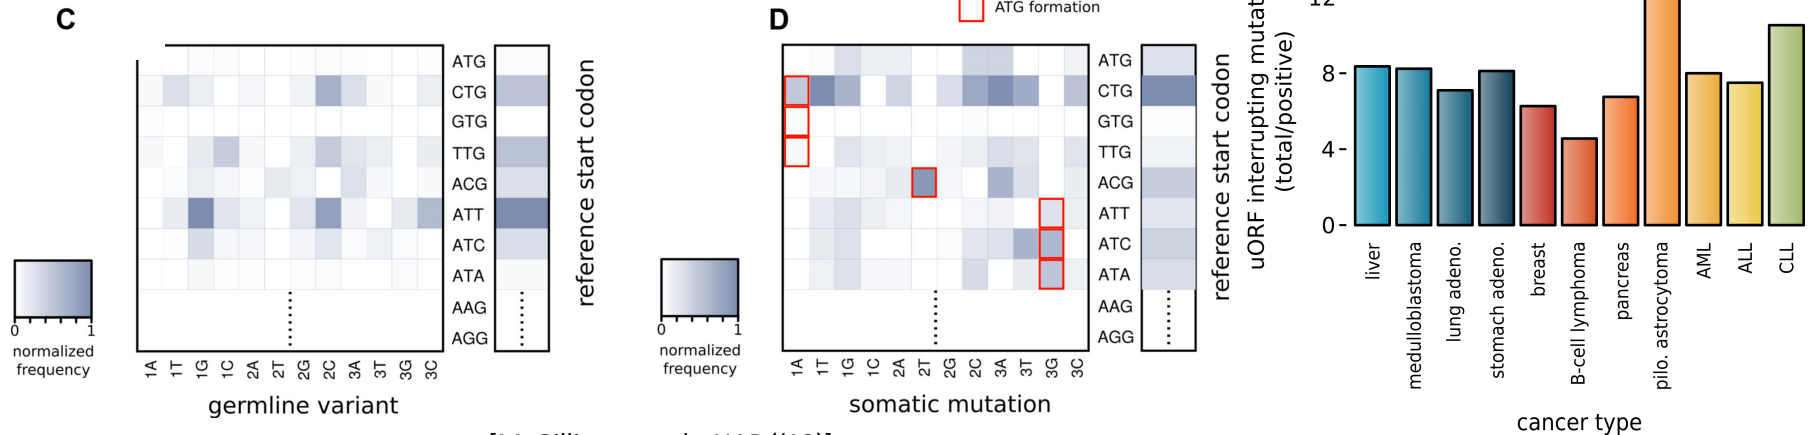 C
ATG
CTG
GTG
TTG
ACG
ATT
ATC
ATA
AAG
AGG
reference start codon
0 1
normalized
frequency
1A 1T 1G 1C 2A 2T 2G 2C 3A 3T 3G 3C
germline variant
D
ATG formation
ATG
CTG
GTG
TTG
ACG
ATT
ATC
ATA
AAG
AGG
reference start codon
0 1
normalized
frequency
1A 1T 1G 1C 2A 2T 2G 2C 3A 3T 3G 3C
somatic mutation
uORF interrupting mutat
(total/positive)
12
8
4
0
liver
medulloblastoma
lung adeno.
stomach adeno.
breast
B-cell lymphoma
pancreas
pilo. astrocytoma
AML
ALL
CLL
cancer type